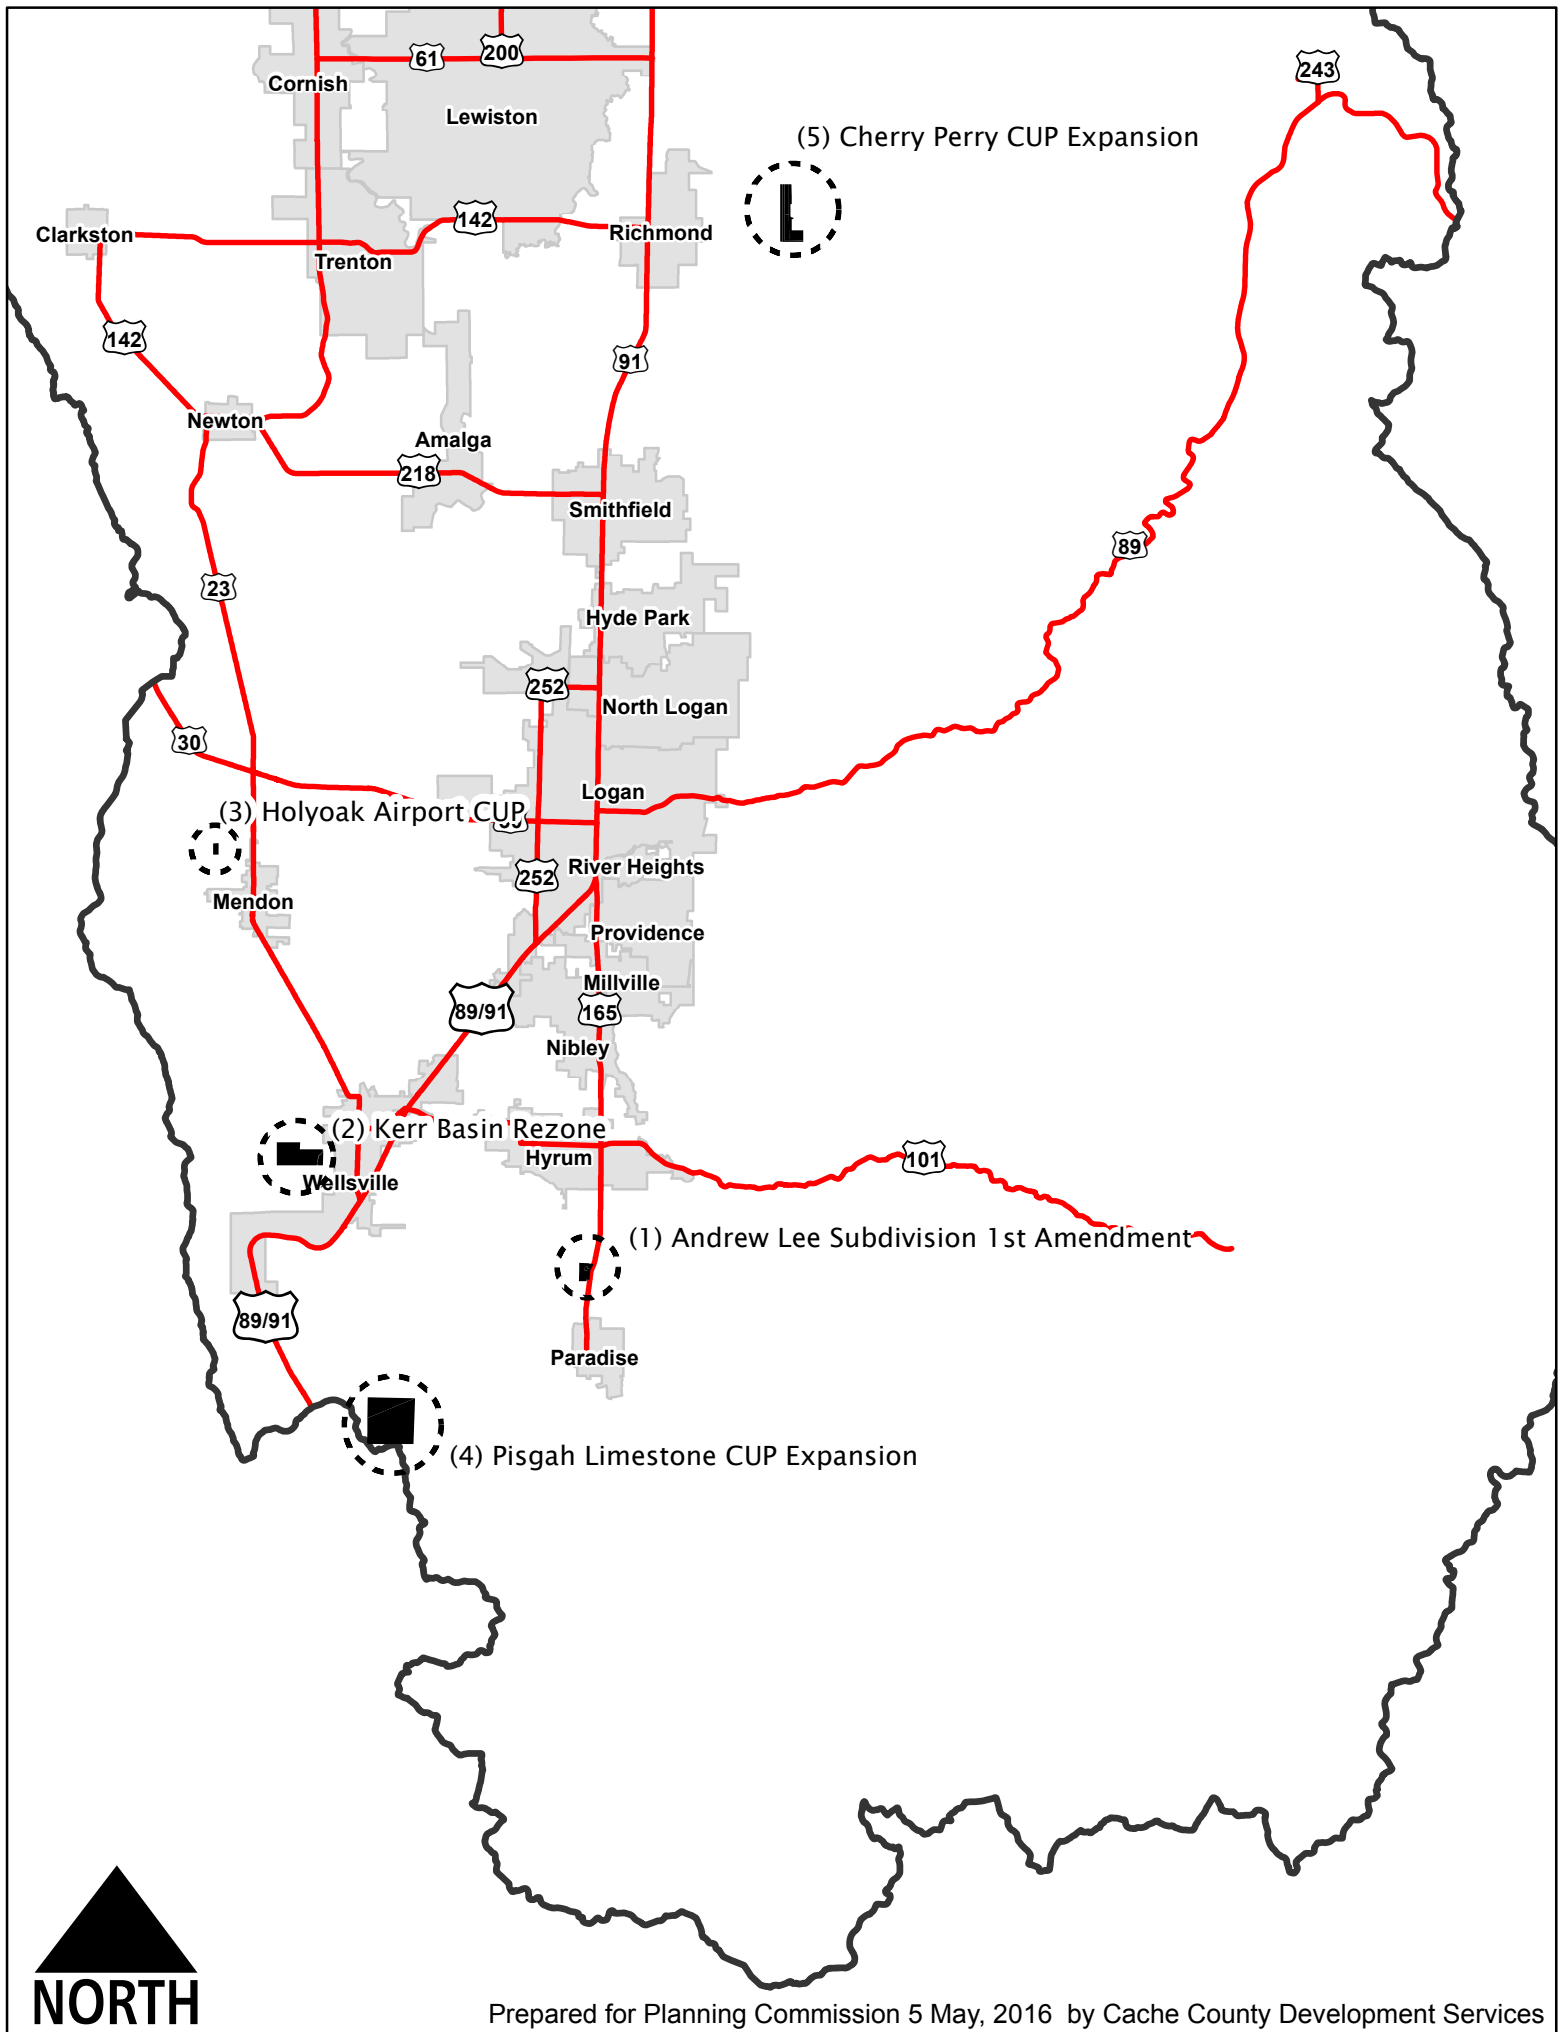 243
61
200
Cornish
Lewiston
(5) Cherry Perry CUP Expansion
142
Clarkston
Richmond
Trenton
142
91
Newton
Amalga
218
Smithfield
89
23
Hyde Park
252
North Logan
30
Logan
(3) Holyoak Airport CUP
252
River Heights
Mendon
Providence
Millville
89/91
165
Nibley
(2) Kerr Basin Rezone
Hyrum
101
Wellsville
(1) Andrew Lee Subdivision 1st Amendment
89/91
Paradise
(4) Pisgah Limestone CUP Expansion
NORTH
Prepared for Planning Commission 5 May, 2016 by Cache County Development Services